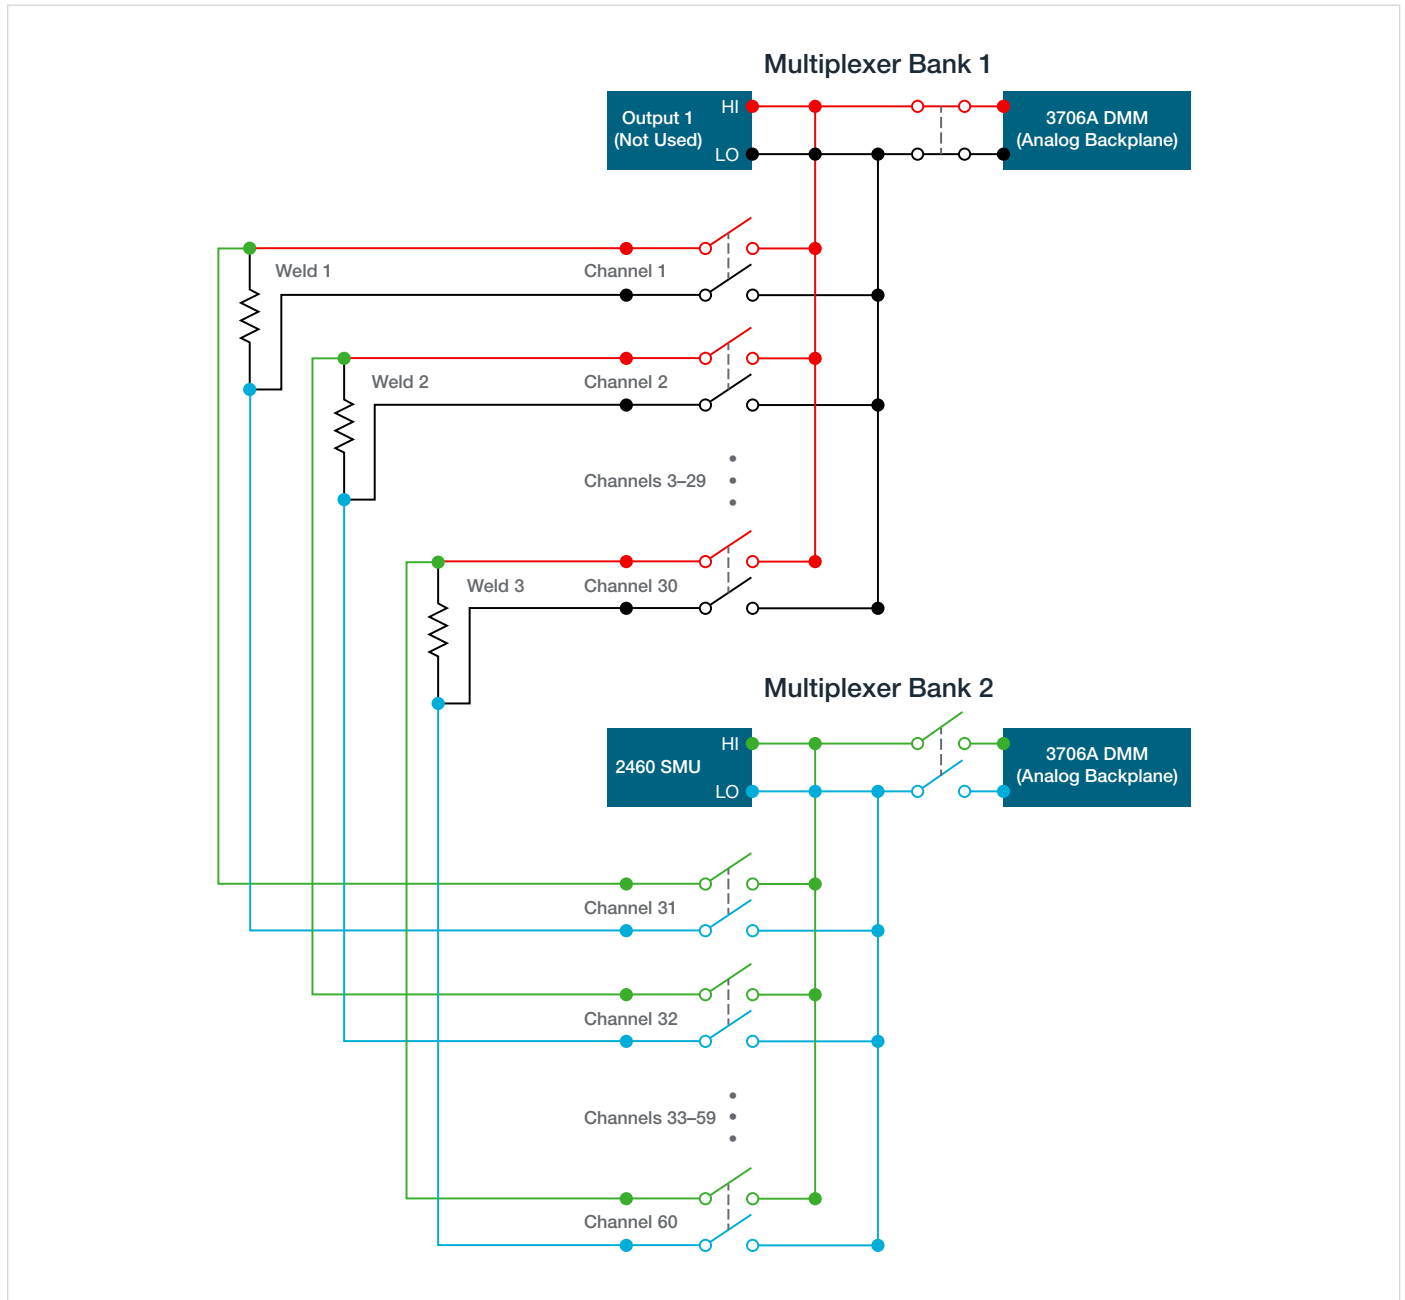 Multiplexer Bank 1
Output 1
(Not Used)
HI
LO
3706A DMM
(Analog Backplane)
Weld 1
Channel 1
Weld 2
Channel 2
Channels 3–29
Weld 3
Channel 30
Multiplexer Bank 2
2460 SMU
HI
LO
3706A DMM
(Analog Backplane)
Channel 31
Channel 32
Channels 33–59
Channel 60